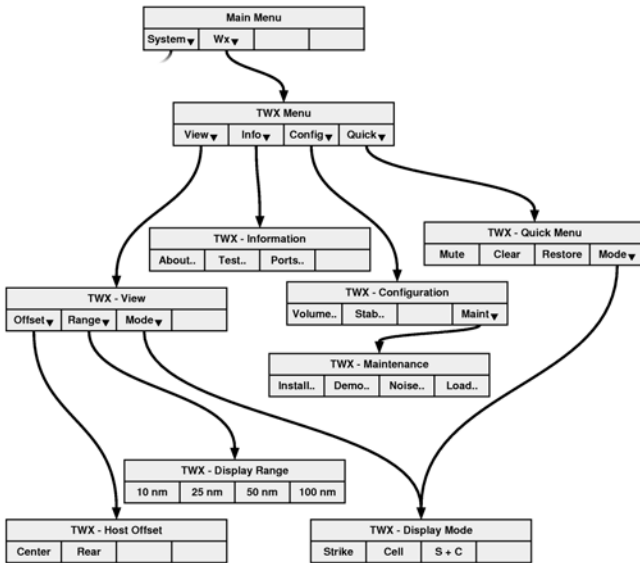 Main Menu
System▼ Wx▼
TWX Menu
View▼ Info▼ Config▼ Quick▼
TWX - Quick Menu
Mute Clear Restore Mode▼
TWX - Information
About.. Test.. Ports..
TWX - Configuration
Volume.. Stab.. Maint▼
TWX - View
Offset▼ Range▼ Mode▼
TWX - Maintenance
Install.. Demo.. Noise.. Load..
TWX - Display Range
10 nm 25 nm 50 nm 100 nm
TWX - Host Offset
Center Rear
TWX - Display Mode
Strike Cell S + C